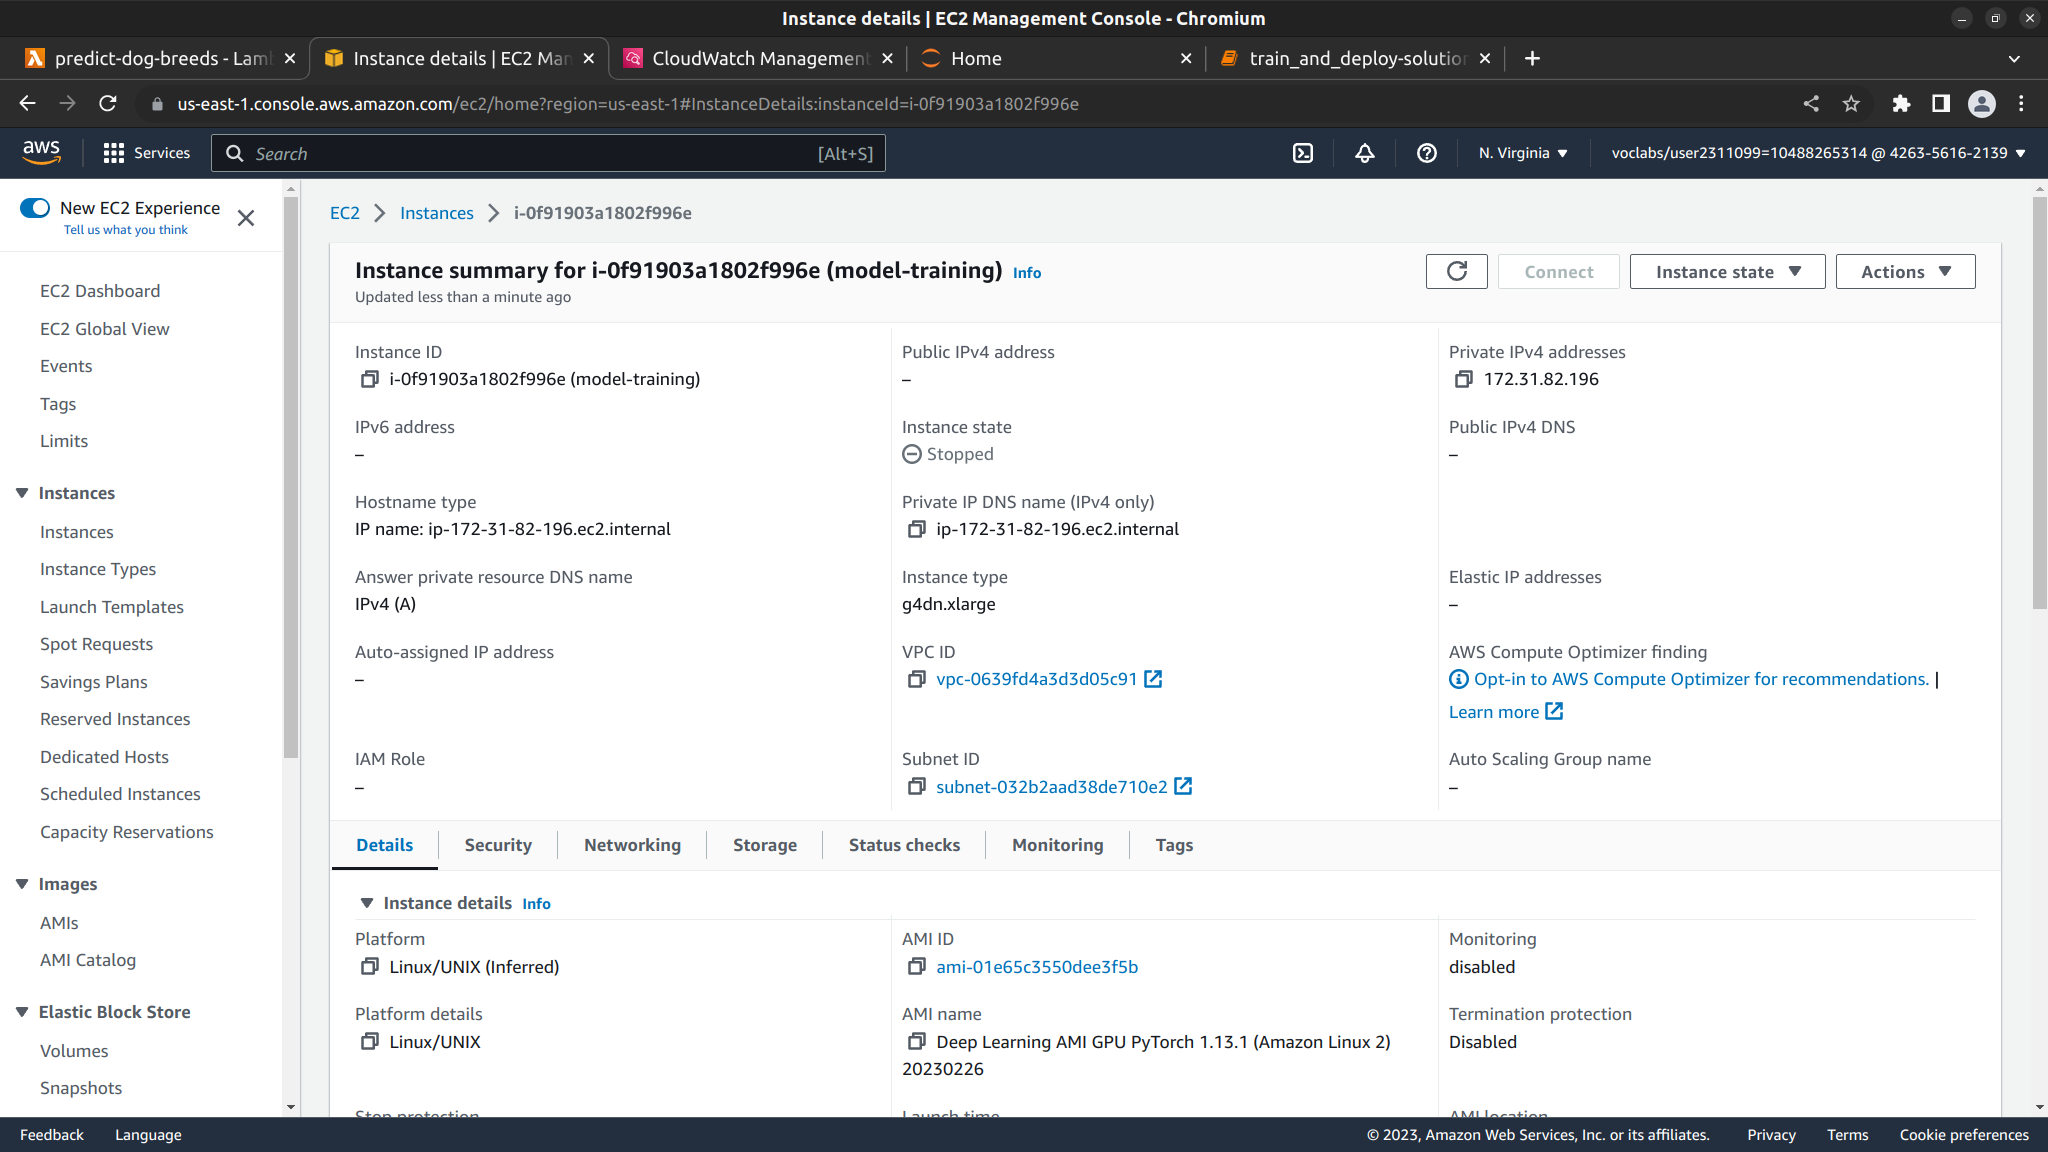 Instance details | EC2 Management Console - Chromium
predict-dog-breeds - Lamb
Instance details | EC2 Man
CloudWatch Management
Home
train_and_deploy-solution
us-east-1.console.aws.amazon.com/ec2/home?region=us-east-1#InstanceDetails:instanceId=i-0f91903a1802f996e
aws
Services
Search
[Alt+S]
N. Virginia
voclabs/user2311099=10488265314 @ 4263-5616-2139
New EC2 Experience
Tell us what you think
EC2 Dashboard
EC2 Global View
Events
Tags
Limits
Instances
Instances
Instance Types
Launch Templates
Spot Requests
Savings Plans
Reserved Instances
Dedicated Hosts
Scheduled Instances
Capacity Reservations
Images
AMIs
AMI Catalog
Elastic Block Store
Volumes
Snapshots
EC2 > Instances > i-0f91903a1802f996e
Instance summary for i-0f91903a1802f996e (model-training) Info
Updated less than a minute ago
Connect
Instance state
Actions
Instance ID
i-0f91903a1802f996e (model-training)
Public IPv4 address
–
Private IPv4 addresses
172.31.82.196
IPv6 address
–
Instance state
Stopped
Public IPv4 DNS
–
Hostname type
IP name: ip-172-31-82-196.ec2.internal
Private IP DNS name (IPv4 only)
ip-172-31-82-196.ec2.internal
Answer private resource DNS name
IPv4 (A)
Instance type
g4dn.xlarge
Elastic IP addresses
–
Auto-assigned IP address
–
VPC ID
vpc-0639fd4a3d3d05c91
AWS Compute Optimizer finding
Opt-in to AWS Compute Optimizer for recommendations. |
Learn more
IAM Role
–
Subnet ID
subnet-032b2aad38de710e2
Auto Scaling Group name
–
Details
Security
Networking
Storage
Status checks
Monitoring
Tags
Instance details Info
Platform
Linux/UNIX (Inferred)
AMI ID
ami-01e65c3550dee3f5b
Monitoring
disabled
Platform details
Linux/UNIX
AMI name
Deep Learning AMI GPU PyTorch 1.13.1 (Amazon Linux 2)
20230226
Termination protection
Disabled
Stop protection
Launch time
AMI location
Feedback
Language
© 2023, Amazon Web Services, Inc. or its affiliates.
Privacy
Terms
Cookie preferences